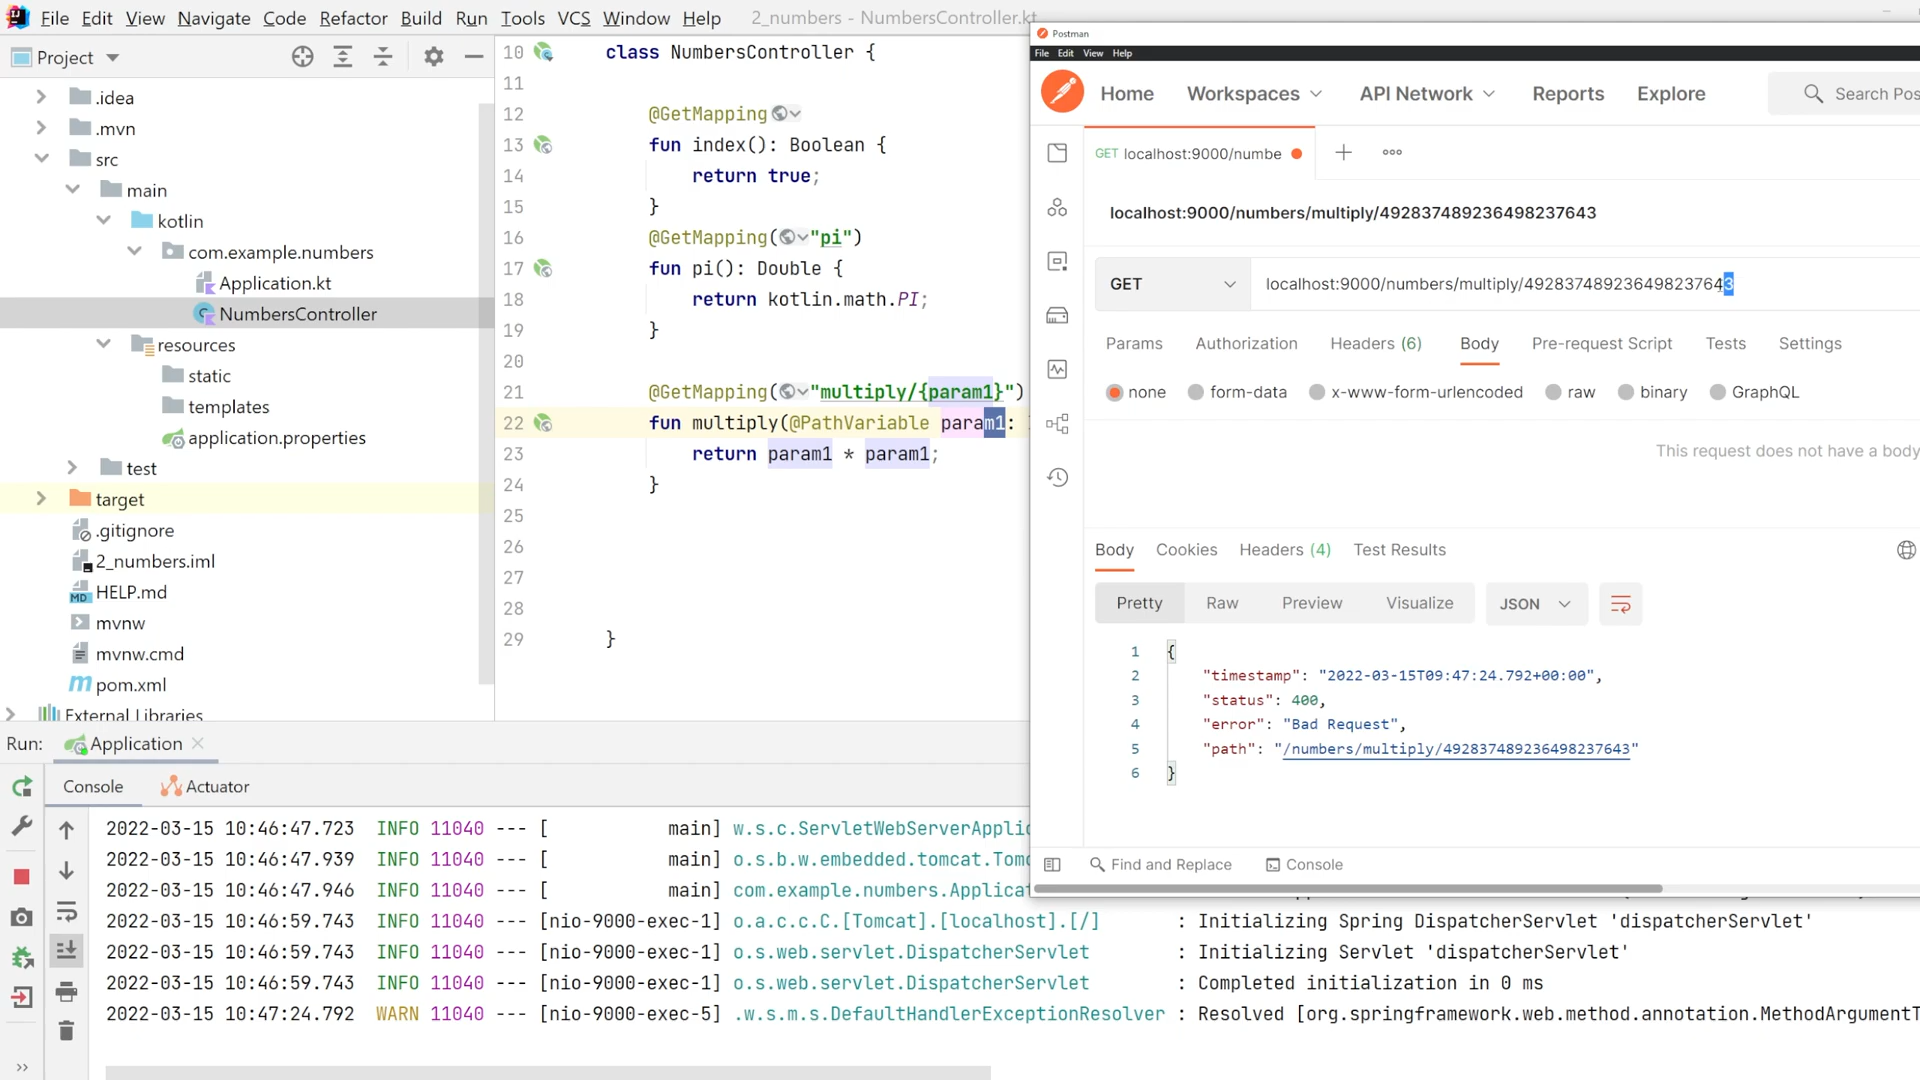 File Edit View Navigate Code Refactor Build Run Tools VCS Window Help 2_numbers - NumbersController.kt
Project
.idea
.mvn
src
main
kotlin
com.example.numbers
Application.kt
NumbersController
resources
static
templates
application.properties
test
target
.gitignore
2_numbers.iml
HELP.md
mvnw
mvnw.cmd
pom.xml
External Libraries
10 class NumbersController {
11
12 @GetMapping
13 fun index(): Boolean {
14 return true;
15 }
16 @GetMapping("pi")
17 fun pi(): Double {
18 return kotlin.math.PI;
19 }
20
21 @GetMapping("multiply/{param1}")
22 fun multiply(@PathVariable param1:
23 return param1 * param1;
24 }
25
26
27
28
29 }
Postman
File Edit View Help
Home Workspaces API Network Reports Explore Search Pos
GET localhost:9000/numbe
localhost:9000/numbers/multiply/492837489236498237643
GET localhost:9000/numbers/multiply/492837489236498237643
Params Authorization Headers (6) Body Pre-request Script Tests Settings
none form-data x-www-form-urlencoded raw binary GraphQL
This request does not have a body
Body Cookies Headers (4) Test Results
Pretty Raw Preview Visualize JSON
1 {
2 "timestamp": "2022-03-15T09:47:24.792+00:00",
3 "status": 400,
4 "error": "Bad Request",
5 "path": "/numbers/multiply/492837489236498237643"
6 }
Find and Replace Console
Run: Application
Console Actuator
2022-03-15 10:46:47.723 INFO 11040 --- [ main] w.s.c.ServletWebServerApplic
2022-03-15 10:46:47.939 INFO 11040 --- [ main] o.s.b.w.embedded.tomcat.Tomc
2022-03-15 10:46:47.946 INFO 11040 --- [ main] com.example.numbers.Applicat
2022-03-15 10:46:59.743 INFO 11040 --- [nio-9000-exec-1] o.a.c.c.C.[Tomcat].[localhost].[/] : Initializing Spring DispatcherServlet 'dispatcherServlet'
2022-03-15 10:46:59.743 INFO 11040 --- [nio-9000-exec-1] o.s.web.servlet.DispatcherServlet : Initializing Servlet 'dispatcherServlet'
2022-03-15 10:46:59.743 INFO 11040 --- [nio-9000-exec-1] o.s.web.servlet.DispatcherServlet : Completed initialization in 0 ms
2022-03-15 10:47:24.792 WARN 11040 --- [nio-9000-exec-5] .w.s.m.s.DefaultHandlerExceptionResolver : Resolved [org.springframework.web.method.annotation.MethodArgumentT